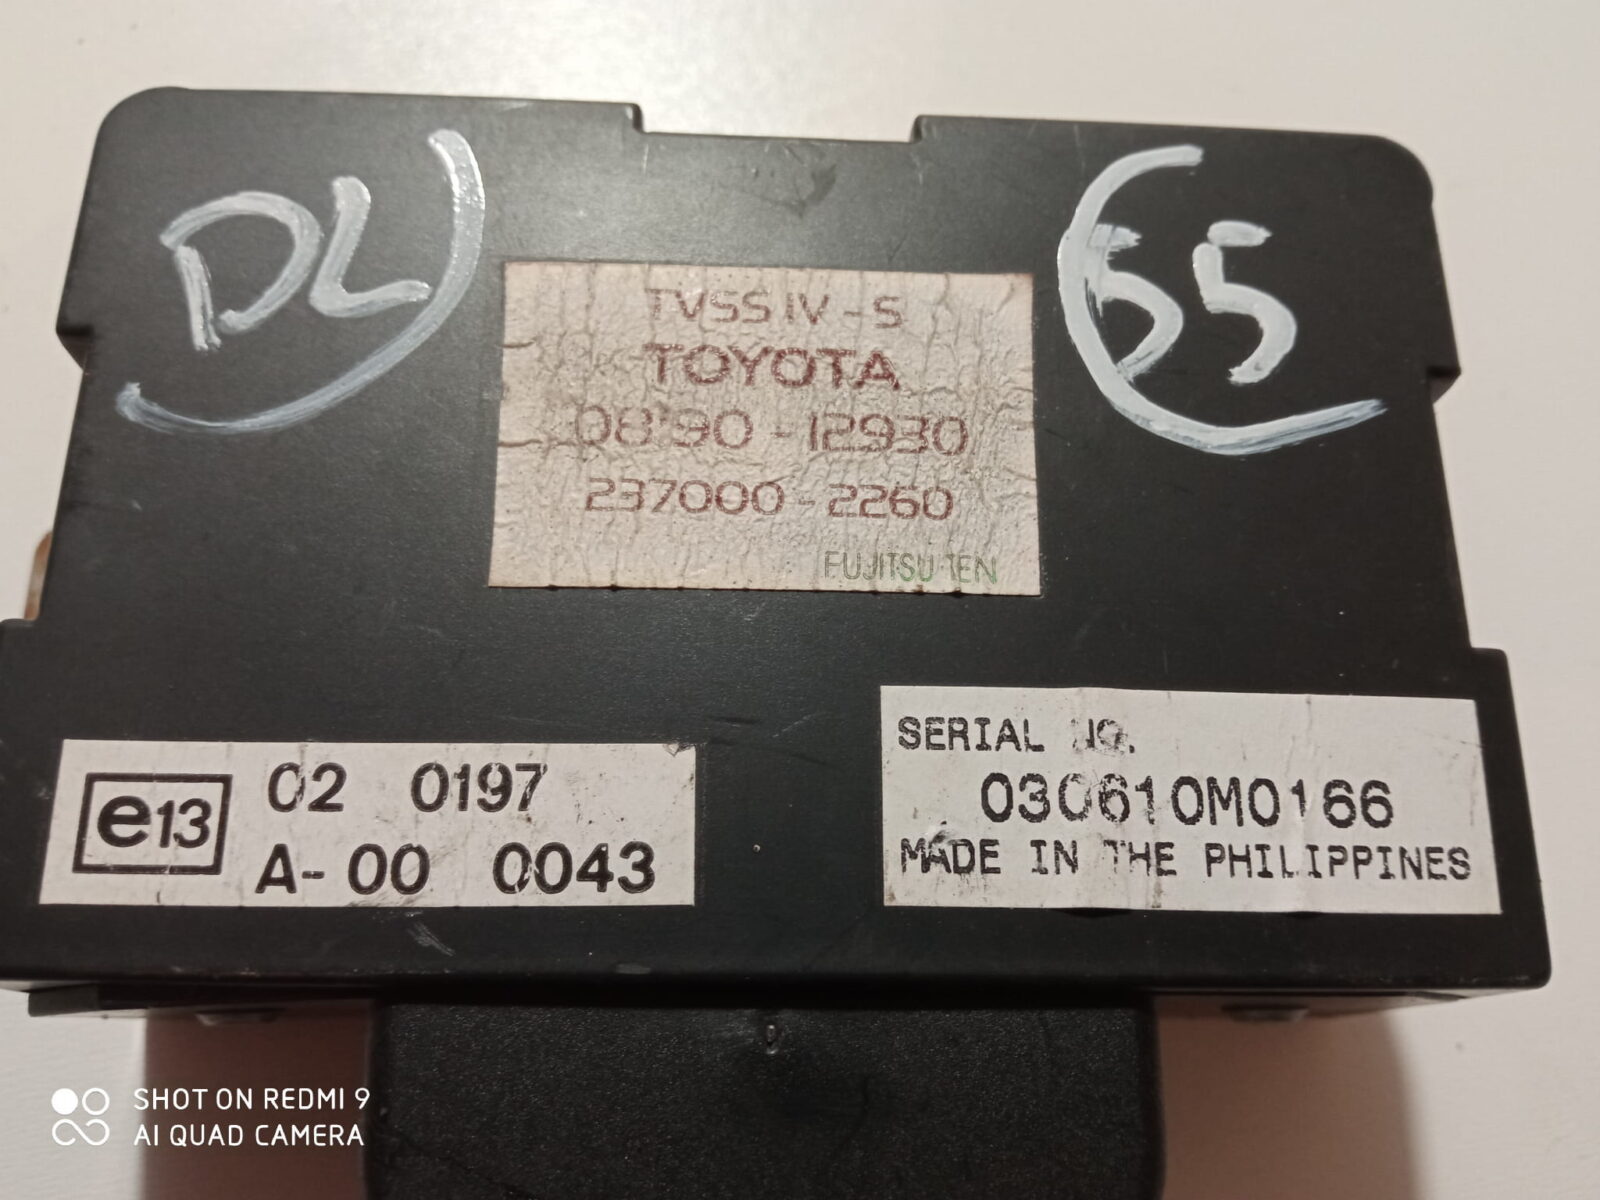 DL
55
TVSS IV - S
TOYOTA
08190 - 12930
237000 - 2260
FUJITSU TEN
e13
02 0197
A-00 0043
SERIAL NO.
030610M0166
MADE IN THE PHILIPPINES
SHOT ON REDMI 9
AI QUAD CAMERA